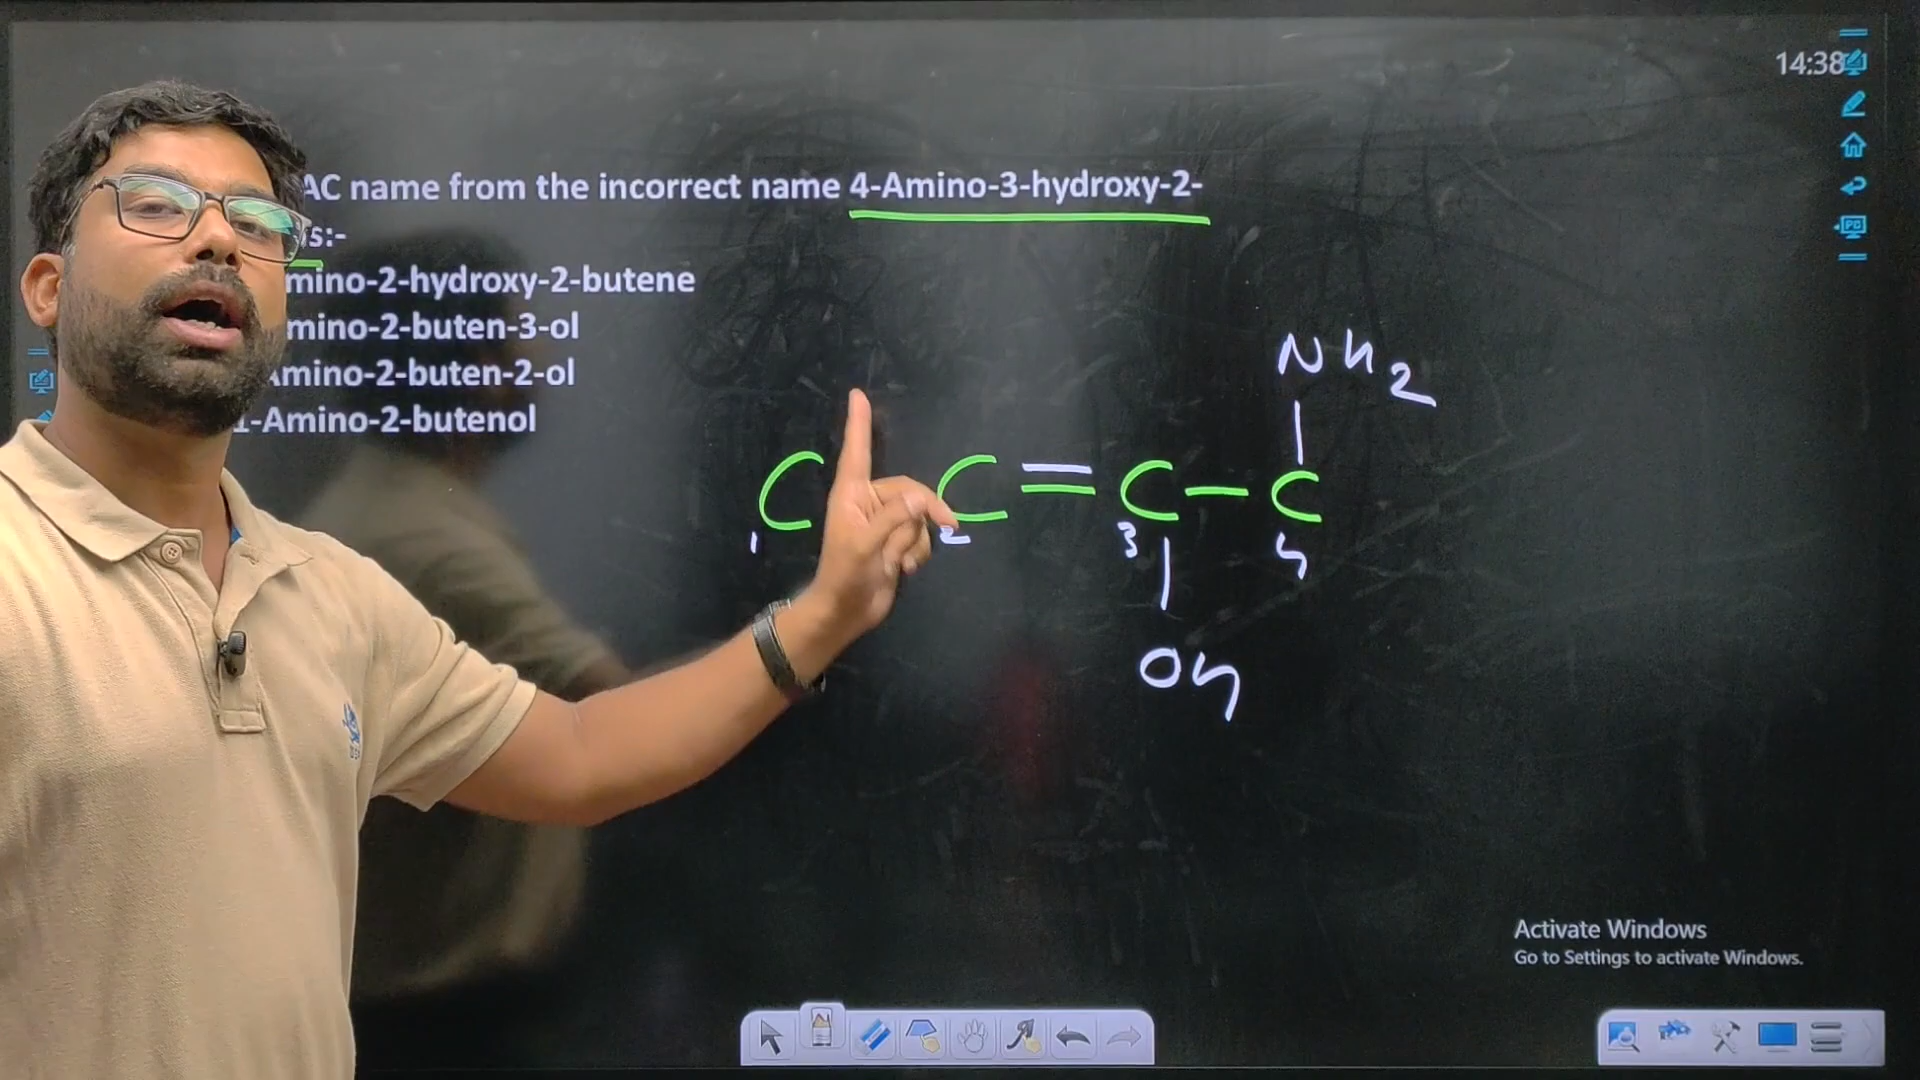 14:38
AC name from the incorrect name 4-Amino-3-hydroxy-2-
s:-
mino-2-hydroxy-2-butene
mino-2-buten-3-ol
Amino-2-buten-2-ol
1-Amino-2-butenol
NH2
C C = C - C
1 2 3 4
OH
Activate Windows
Go to Settings to activate Windows.